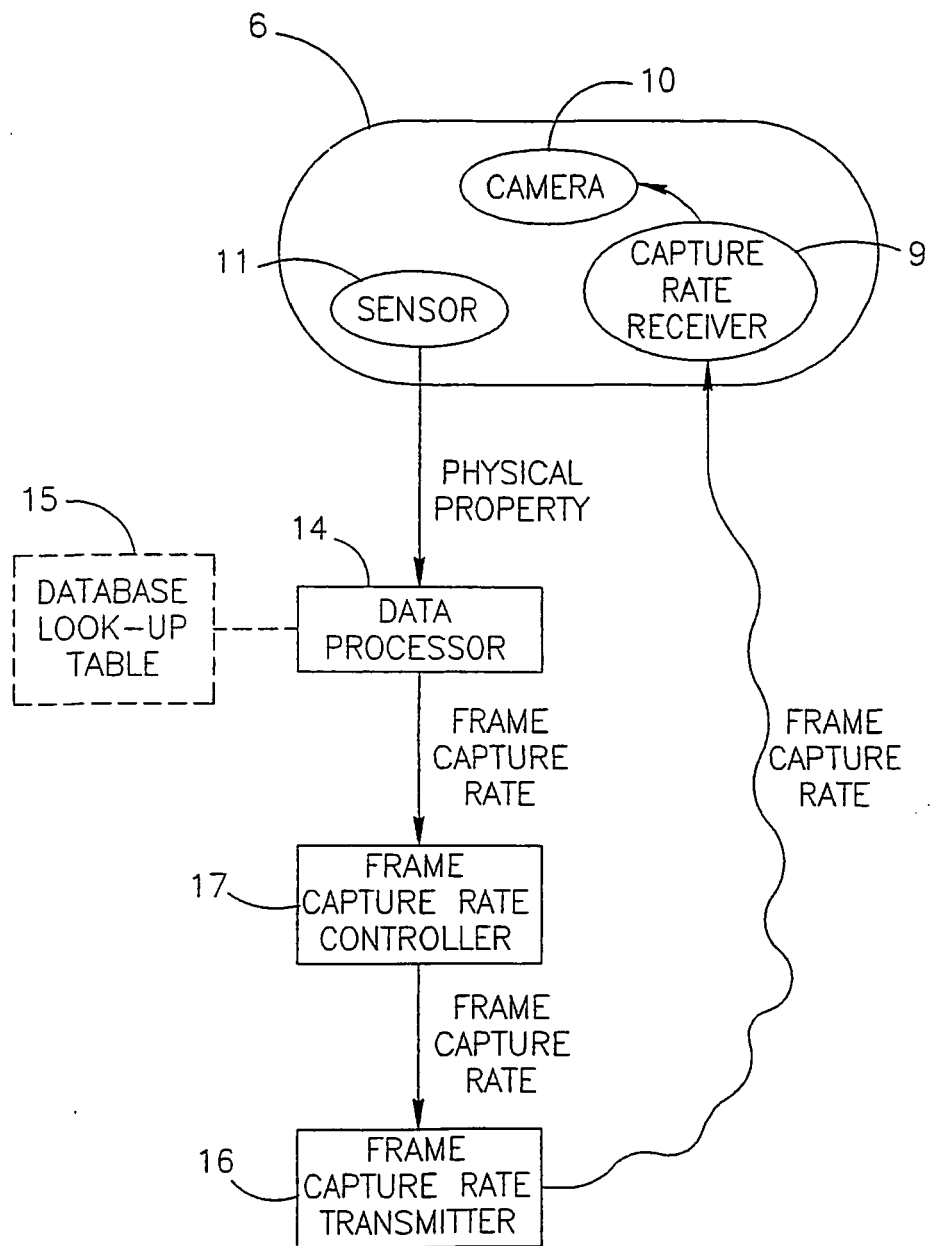 6
10
CAMERA
11
CAPTURE
RATE
RECEIVER
9
SENSOR
PHYSICAL
PROPERTY
15
14
DATABASE
LOOK-UP
TABLE
DATA
PROCESSOR
FRAME
CAPTURE
RATE
FRAME
CAPTURE
RATE
17
FRAME
CAPTURE RATE
CONTROLLER
FRAME
CAPTURE
RATE
16
FRAME
CAPTURE RATE
TRANSMITTER